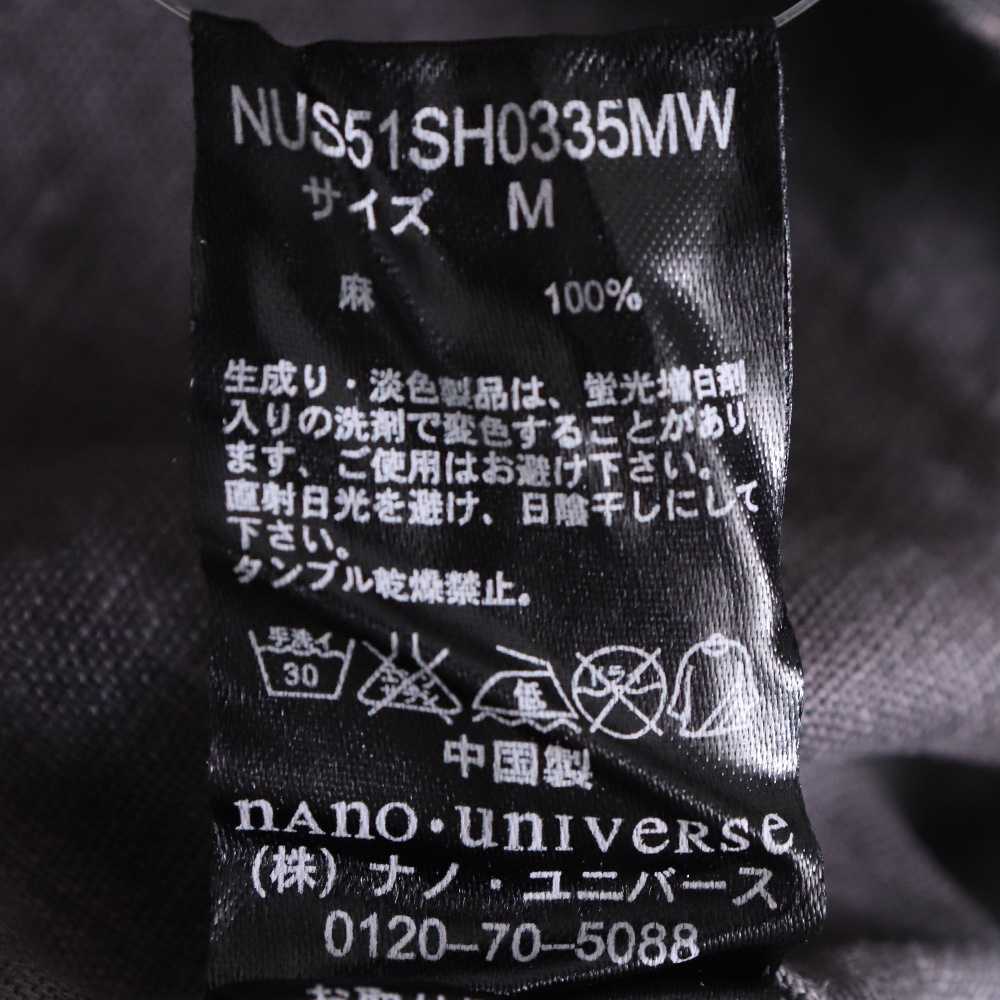 NUS51SH0335MW
サイズ M
麻 100%
生成り・淡色製品は、蛍光増白剤
入りの洗剤で変色することがあり
ます、ご使用はお避け下さい。
直射日光を避け、日陰干しにして
下さい。
タンブル乾燥禁止。
手洗イ
30
低
ドライ
中国製
nAnO・unIVeRSe
(株)ナノ・ユニバース
0120-70-5088